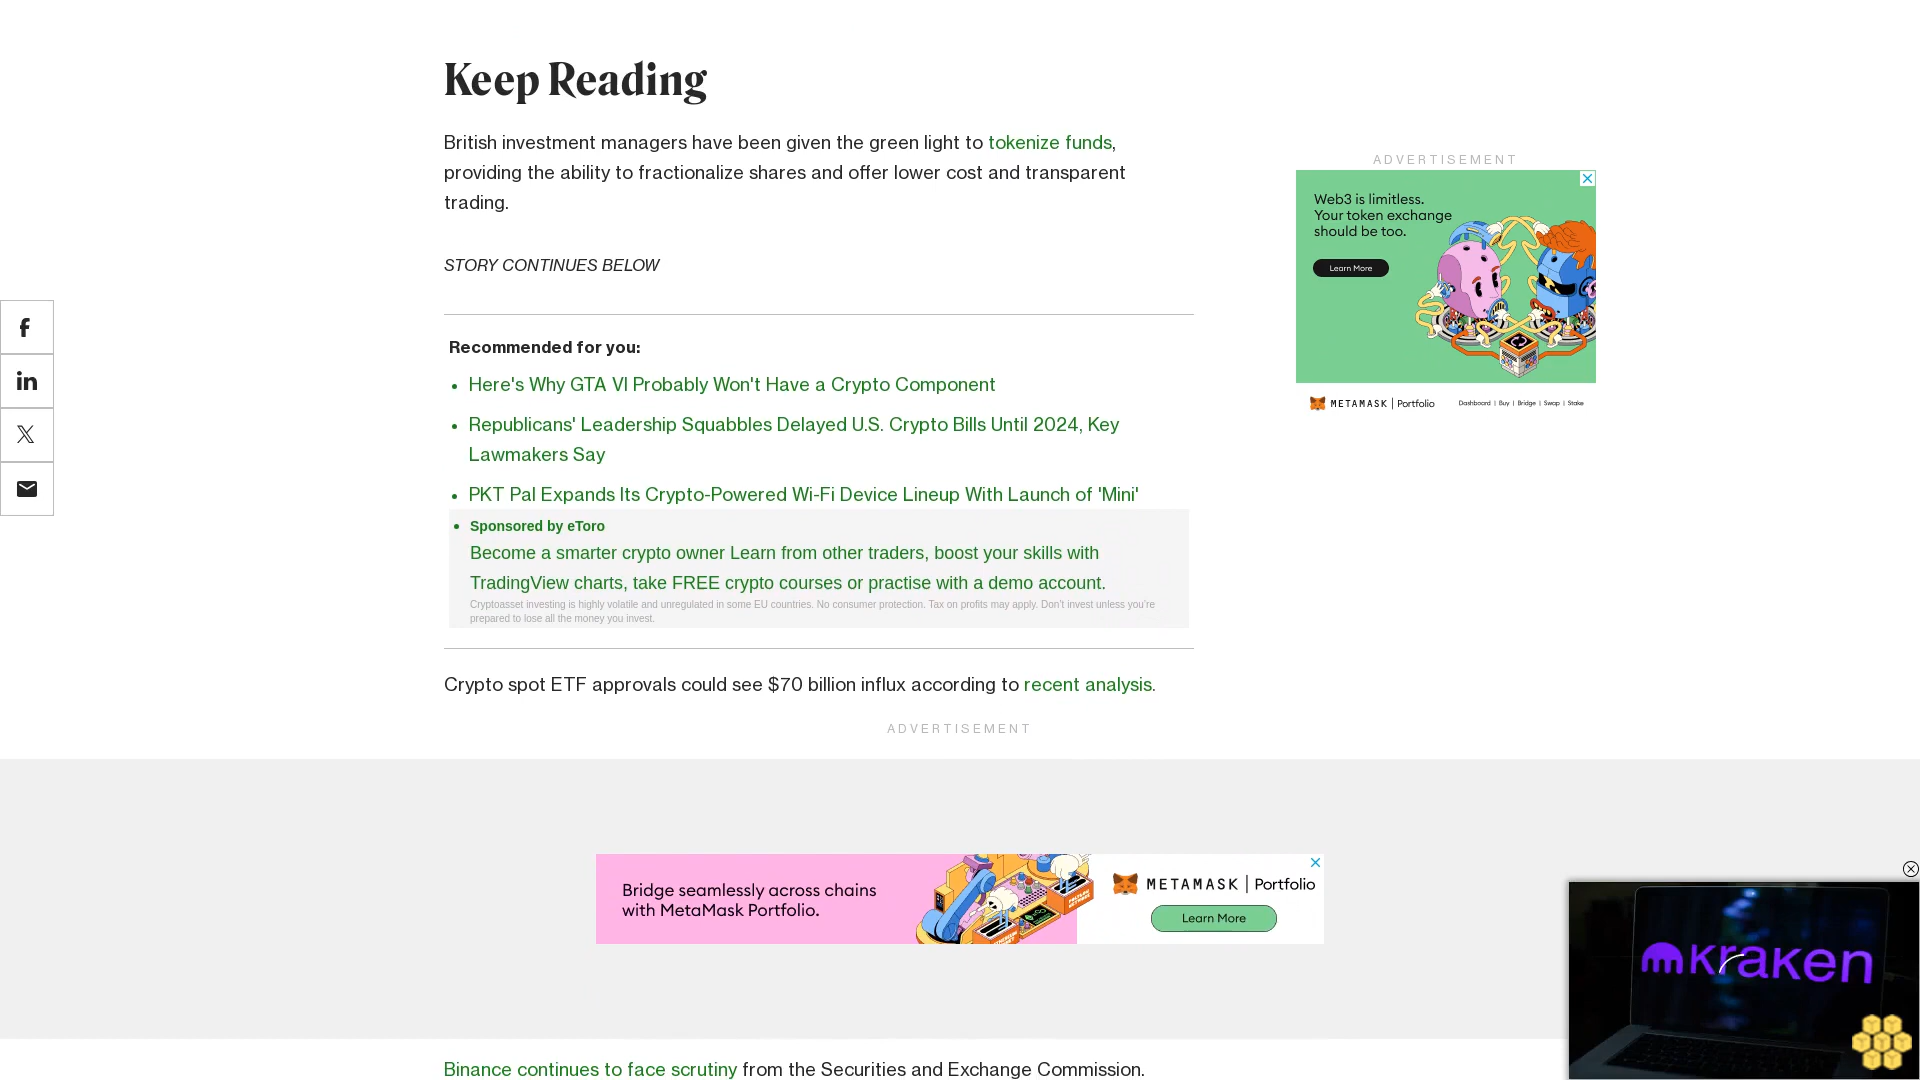 Keep Reading
British investment managers have been given the green light to tokenize funds,
providing the ability to fractionalize shares and offer lower cost and transparent
trading.
STORY CONTINUES BELOW
Recommended for you:
Here's Why GTA VI Probably Won't Have a Crypto Component
Republicans' Leadership Squabbles Delayed U.S. Crypto Bills Until 2024, Key
Lawmakers Say
PKT Pal Expands Its Crypto-Powered Wi-Fi Device Lineup With Launch of 'Mini'
Sponsored by eToro
Become a smarter crypto owner Learn from other traders, boost your skills with
TradingView charts, take FREE crypto courses or practise with a demo account.
Cryptoasset investing is highly volatile and unregulated in some EU countries. No consumer protection. Tax on profits may apply. Don't invest unless you're
prepared to lose all the money you invest.
Crypto spot ETF approvals could see $70 billion influx according to recent analysis.
ADVERTISEMENT
Web3 is limitless.
Your token exchange
should be too.
Learn More
METAMASK | Portfolio
Dashboard | Buy | Bridge | Swap | Stake
ADVERTISEMENT
Bridge seamlessly across chains
with MetaMask Portfolio.
METAMASK | Portfolio
Learn More
kraken
Binance continues to face scrutiny from the Securities and Exchange Commission.